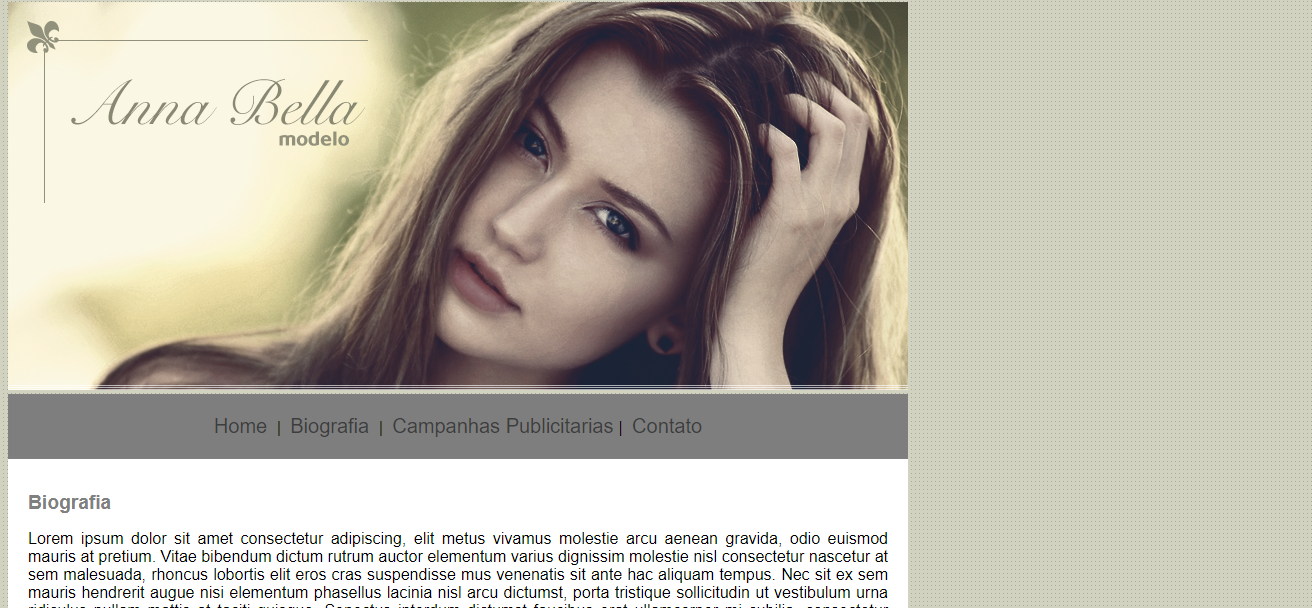 Anna Bella
modelo
Home | Biografia | Campanhas Publicitarias | Contato
Biografia
Lorem ipsum dolor sit amet consectetur adipiscing, elit metus vivamus molestie arcu aenean gravida, odio euismod
mauris at pretium. Vitae bibendum dictum rutrum auctor elementum varius dignissim molestie nisl consectetur nascetur at
sem malesuada, rhoncus lobortis elit eros cras suspendisse mus venenatis sit ante hac aliquam tempus. Nec sit ex sem
mauris hendrerit augue nisi elementum phasellus lacinia nisl arcu dictumst, porta tristique sollicitudin ut vestibulum urna